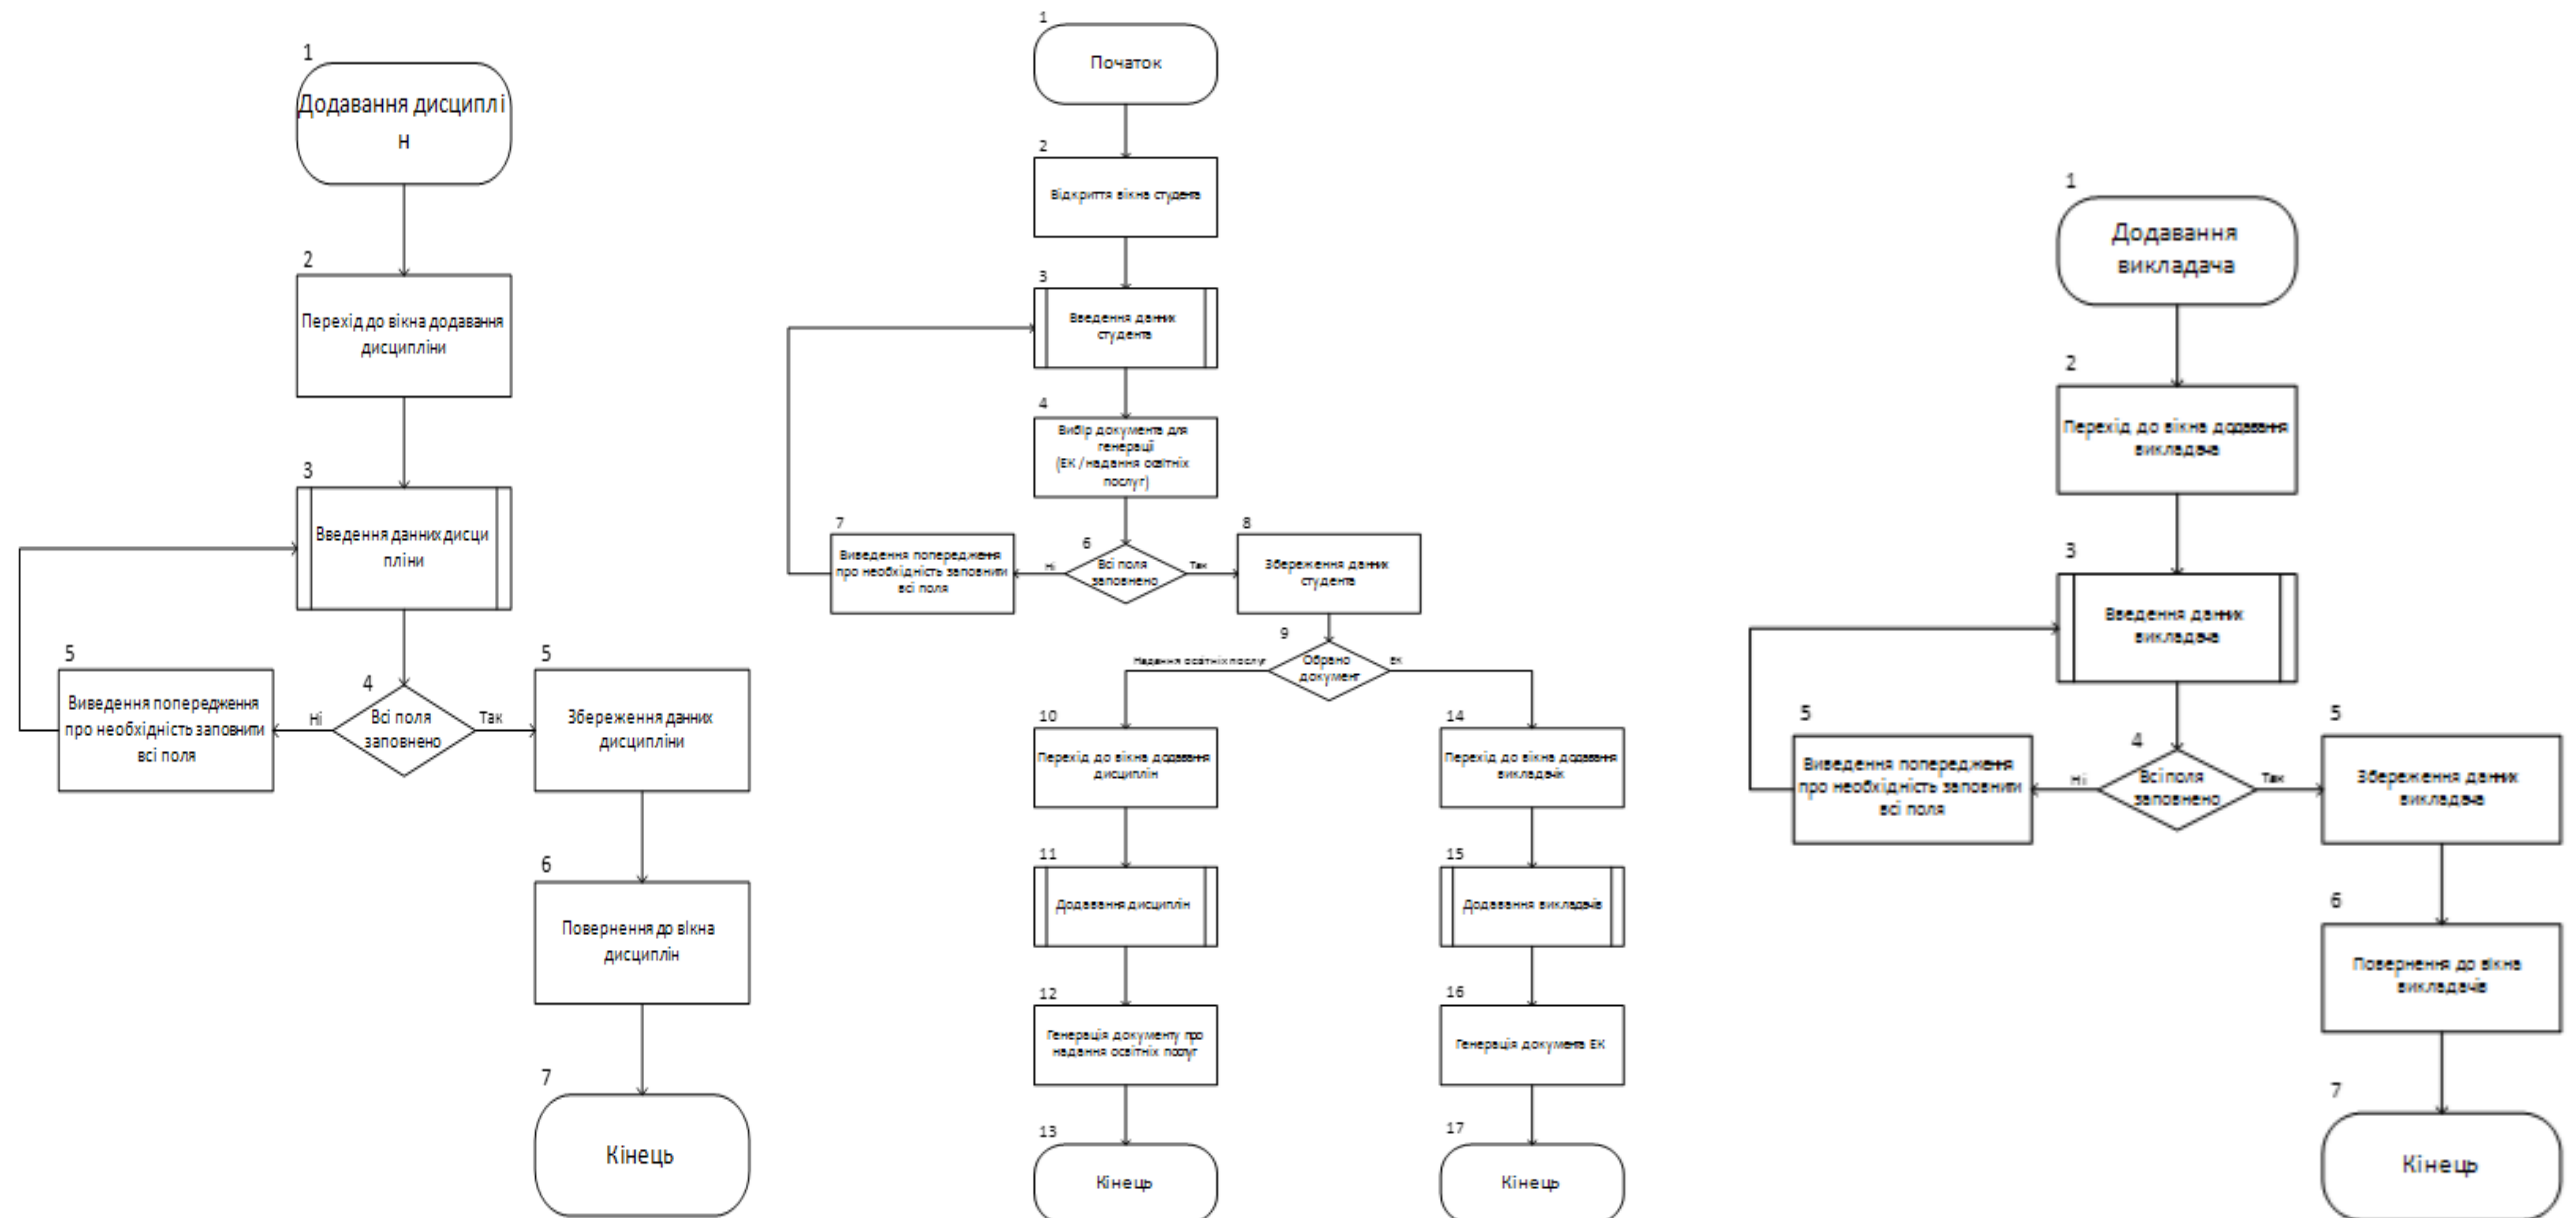 1
Додавання дисциплі
н
2
Перехід до вікна додавання
дисципліни
3
Введення данних дисци
пліни
4
Всі поля
заповнено
Ні
Так
5
Виведення попередження
про необхідність заповнити
всі поля
5
Збереження данних
дисципліни
6
Повернення до вікна
дисциплін
7
Кінець
1
Початок
2
Відкриття вікна студента
3
Введення данних
студента
4
Вибір документа для
генерації
(ЕК / надання освітніх
послуг)
6
Всі поля
заповнено
Ні
Так
7
Виведення попередження
про необхідність заповнити
всі поля
8
Збереження данних
студента
9
Обрано
документ
Надання освітніх послуг
ЕК
10
Перехід до вікна додавання
дисциплін
11
Додавання дисциплін
12
Генерація документу про
надання освітніх послуг
13
Кінець
14
Перехід до вікна додавання
викладачів
15
Додавання викладачів
16
Генерація документа ЕК
17
Кінець
1
Додавання
викладача
2
Перехід до вікна додавання
викладача
3
Введення данних
викладача
4
Всі поля
заповнено
Ні
Так
5
Виведення попередження
про необхідність заповнити
всі поля
5
Збереження данних
викладача
6
Повернення до вікна
викладачів
7
Кінець